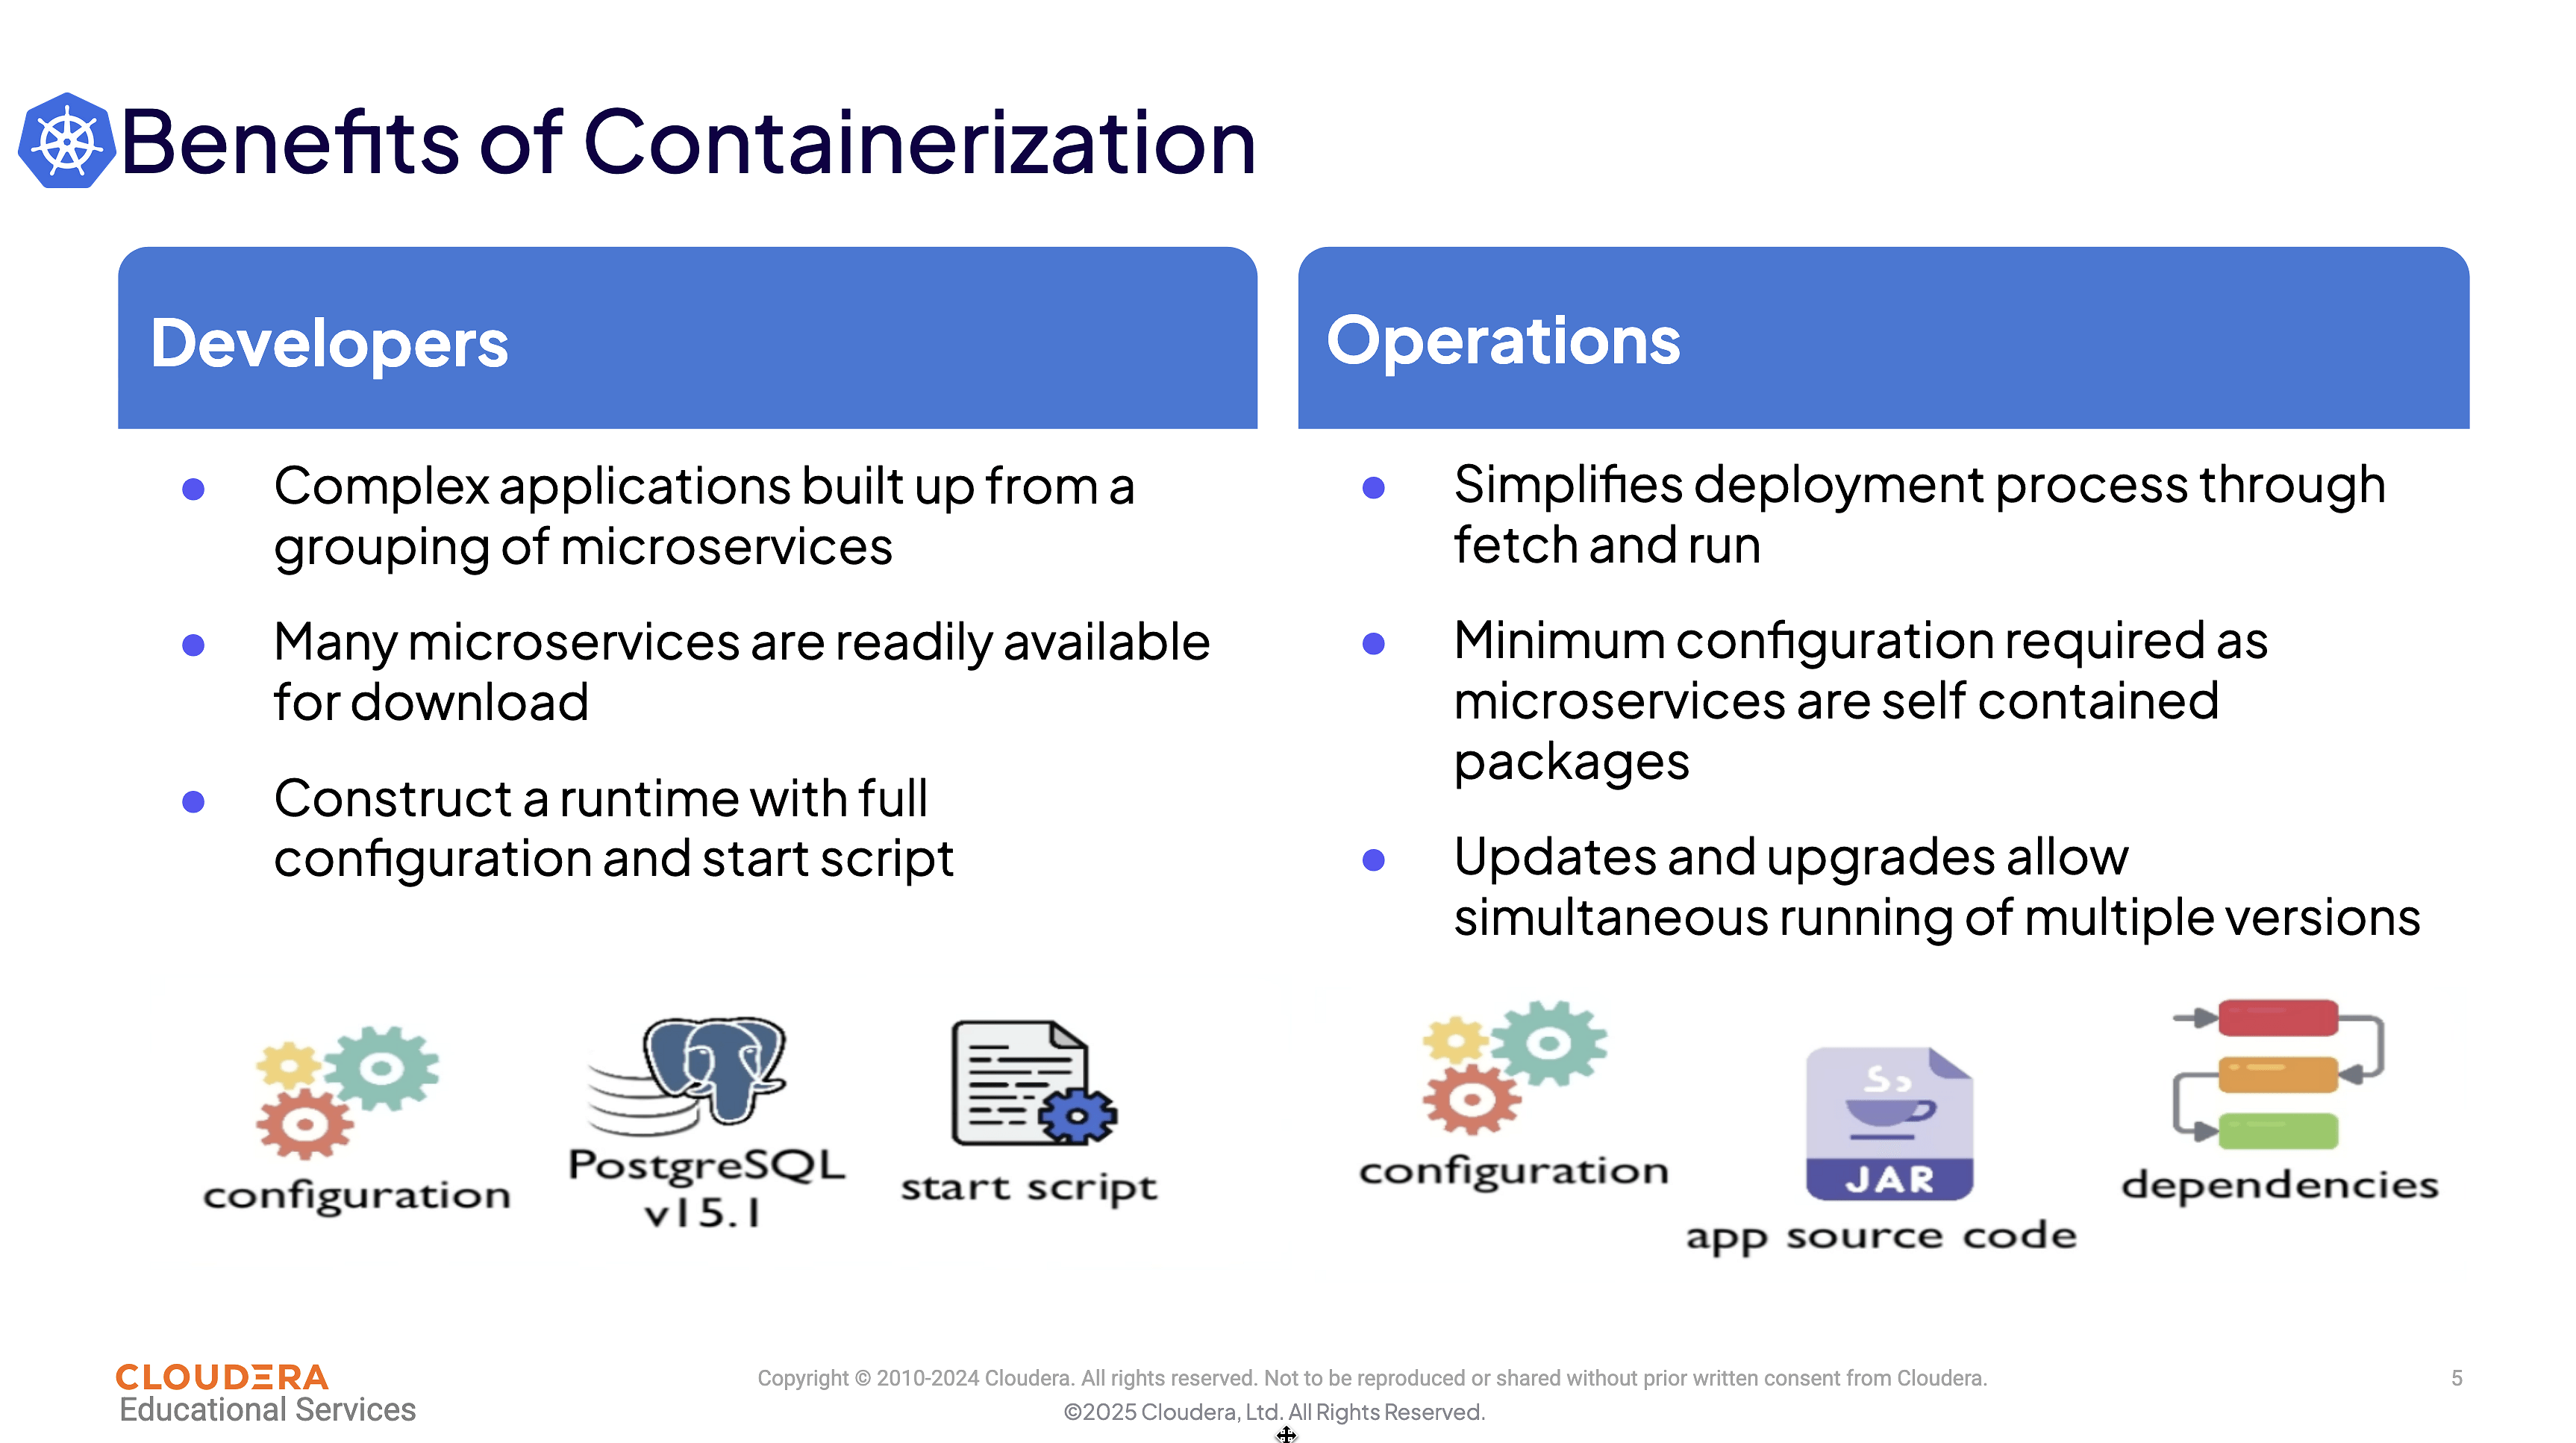 Benefits of Containerization
Developers
Complex applications built up from a
grouping of microservices
Many microservices are readily available
for download
Construct a runtime with full
configuration and start script
configuration
PostgreSQL
v15.1
start script
Operations
Simplifies deployment process through
fetch and run
Minimum configuration required as
microservices are self contained
packages
Updates and upgrades allow
simultaneous running of multiple versions
configuration
JAR
app source code
dependencies
CLOUDERA
Educational Services
Copyright © 2010-2024 Cloudera. All rights reserved. Not to be reproduced or shared without prior written consent from Cloudera.
©2025 Cloudera, Ltd. All Rights Reserved.
5